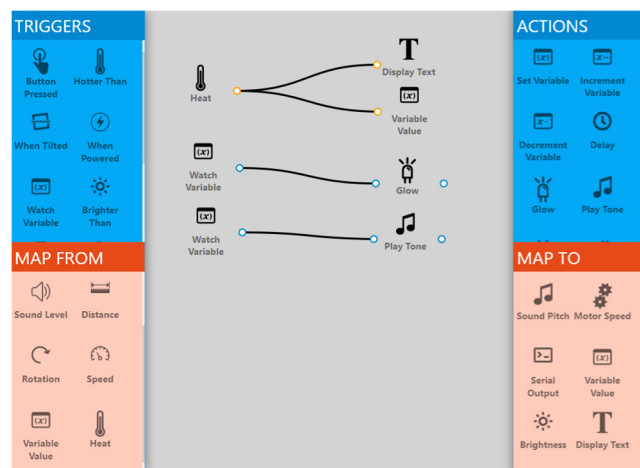 TRIGGERS
Button Pressed
Hotter Than
When Tilted
When Powered
(x)
Watch Variable
Brighter Than
MAP FROM
Sound Level
Distance
Rotation
Speed
(x)
Variable Value
Heat
Heat
T
Display Text
(x)
Variable Value
(x)
Watch Variable
Glow
(x)
Watch Variable
Play Tone
ACTIONS
(x)
Set Variable
x-
Increment Variable
x-
Decrement Variable
Delay
Glow
Play Tone
MAP TO
Sound Pitch
Motor Speed
>_
Serial Output
(x)
Variable Value
Brightness
T
Display Text